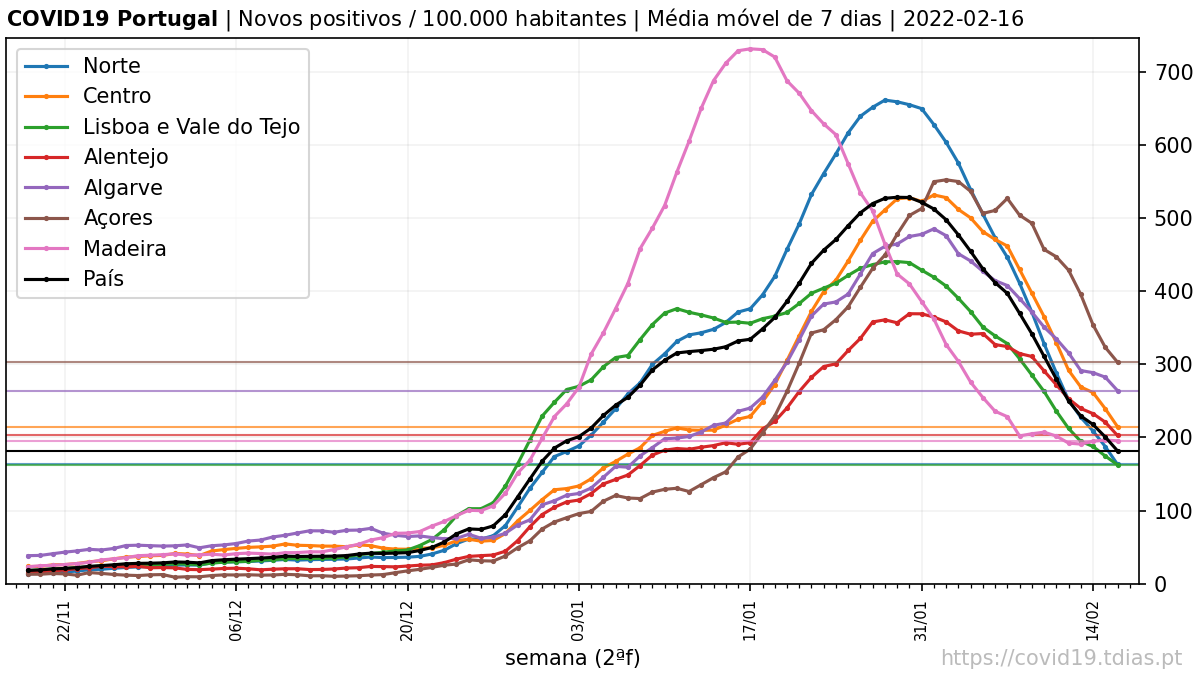 COVID19 Portugal | Novos positivos / 100.000 habitantes | Média móvel de 7 dias | 2022-02-16
Norte
Centro
Lisboa e Vale do Tejo
Alentejo
Algarve
Açores
Madeira
País
700
600
500
400
300
200
100
0
22/11
06/12
20/12
03/01
17/01
31/01
14/02
semana (2ªf)
https://covid19.tdias.pt